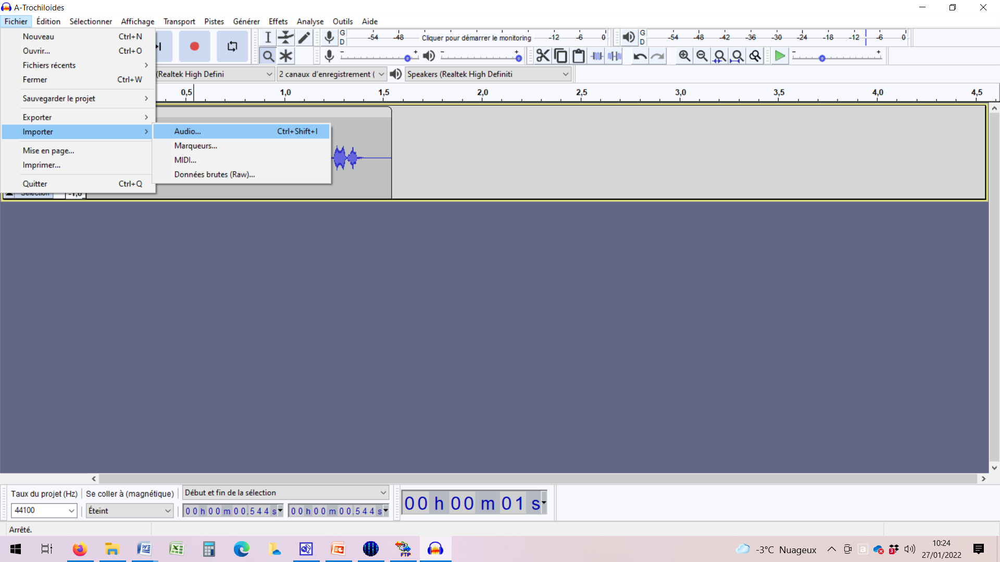 A-Trochiloides
Fichier Édition Sélectionner Affichage Transport Pistes Générer Effets Analyse Outils Aide
Nouveau Ctrl+N
Ouvrir... Ctrl+O
Fichiers récents
Fermer Ctrl+W
Sauvegarder le projet
Exporter
Importer
Mise en page...
Imprimer...
Quitter Ctrl+Q
Audio... Ctrl+Shift+I
Marqueurs...
MIDI...
Données brutes (Raw)...
G
D
-54 -48 Cliquer pour démarrer le monitoring -12 -6 0
G
D
-54 -48 -42 -36 -30 -24 -18 -12 -6 0
- + - + - +
(Realtek High Defini 2 canaux d'enregistrement ( Speakers (Realtek High Definiti
0,5 1,0 1,5 2,0 2,5 3,0 3,5 4,0 4,5
Sélection -1,0
Taux du projet (Hz) Se coller à (magnétique) Début et fin de la sélection
44100 Éteint 00 h 00 m 00.544 s 00 h 00 m 00.544 s
00 h 00 m 01 s
Arrêté.
FTP
-3°C Nuageux
a
3
10:24
27/01/2022